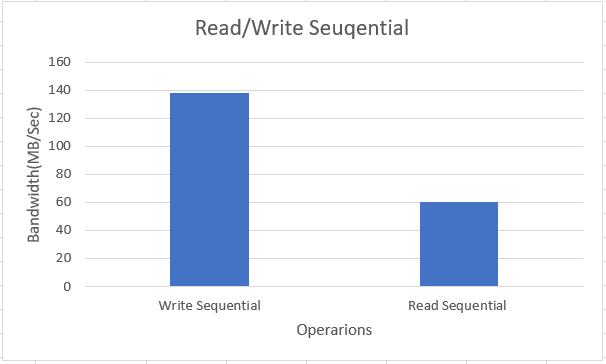 Read/Write Seuqential
Bandwidth(MB/Sec)
160
140
120
100
80
60
40
20
0
Write Sequential
Read Sequential
Operarions